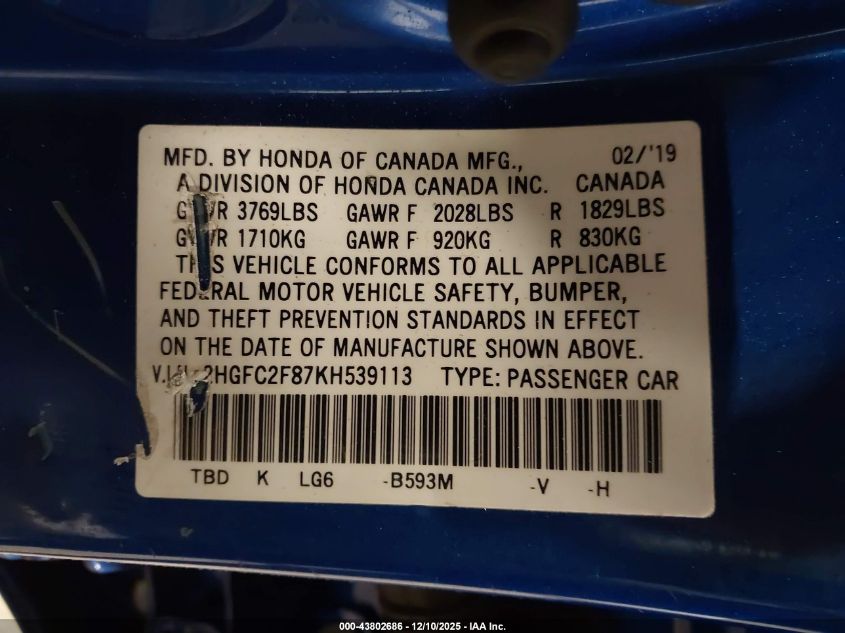 MFD. BY HONDA OF CANADA MFG., 02/'19
A DIVISION OF HONDA CANADA INC. CANADA
3769LBS GAWR F 2028LBS R 1829LBS
1710KG GAWR F 920KG R 830KG
VEHICLE CONFORMS TO ALL APPLICABLE
MOTOR VEHICLE SAFETY, BUMPER,
AND THEFT PREVENTION STANDARDS IN EFFECT
ON THE DATE OF MANUFACTURE SHOWN ABOVE.
2HGFC2F87KH539113 TYPE: PASSENGER CAR
TBD K LG6 -B593M -V -H
000-43802686 - 12/10/2025 - IAA Inc.